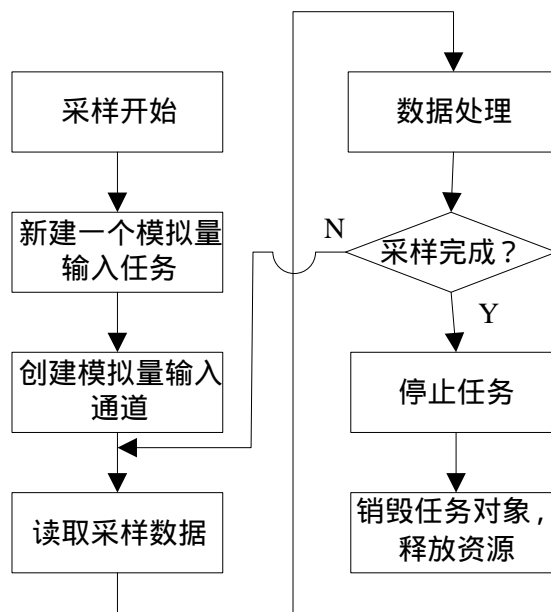 采样开始
新建一个模拟量
输入任务
创建模拟量输入
通道
读取采样数据
数据处理
N
采样完成？
Y
停止任务
销毁任务对象，
释放资源